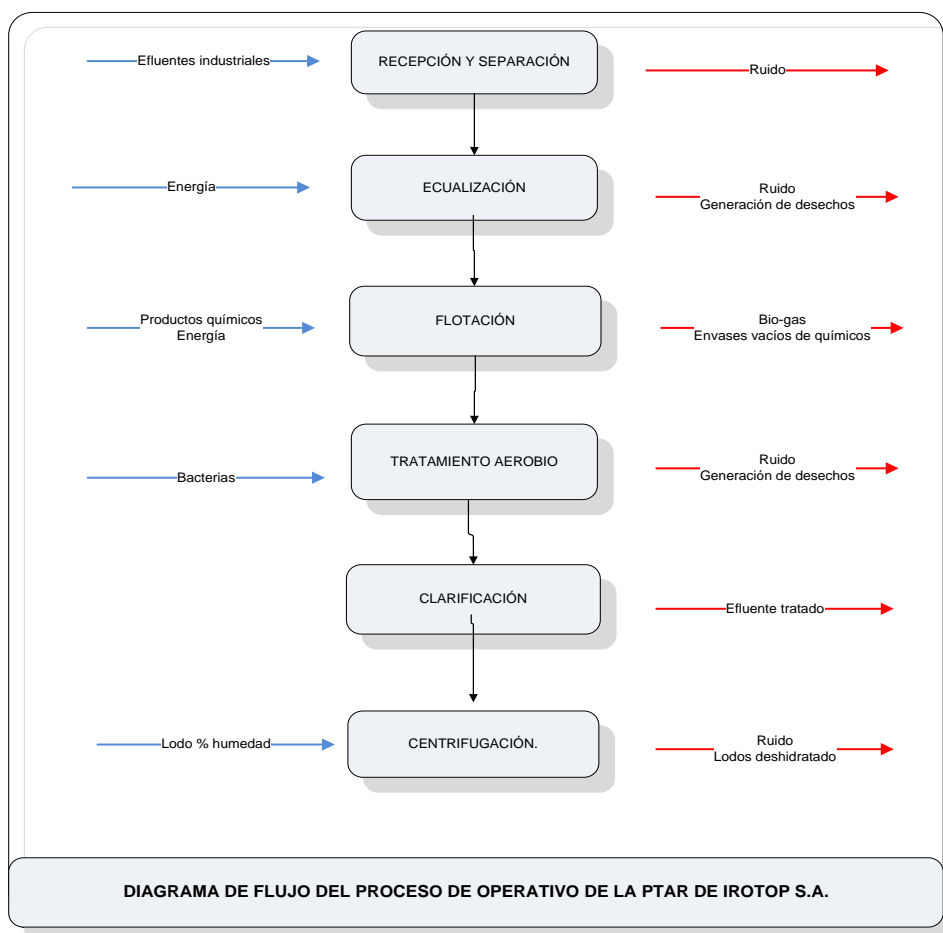 Efluentes industriales
RECEPCIÓN Y SEPARACIÓN
Ruido
Energía
ECUALIZACIÓN
Ruido
Generación de desechos
Productos químicos
Energía
FLOTACIÓN
Bio-gas
Envases vacíos de químicos
Bacterias
TRATAMIENTO AEROBIO
Ruido
Generación de desechos
CLARIFICACIÓN
Efluente tratado
Lodo % humedad
CENTRIFUGACIÓN.
Ruido
Lodos deshidratado
DIAGRAMA DE FLUJO DEL PROCESO DE OPERATIVO DE LA PTAR DE IROTOP S.A.